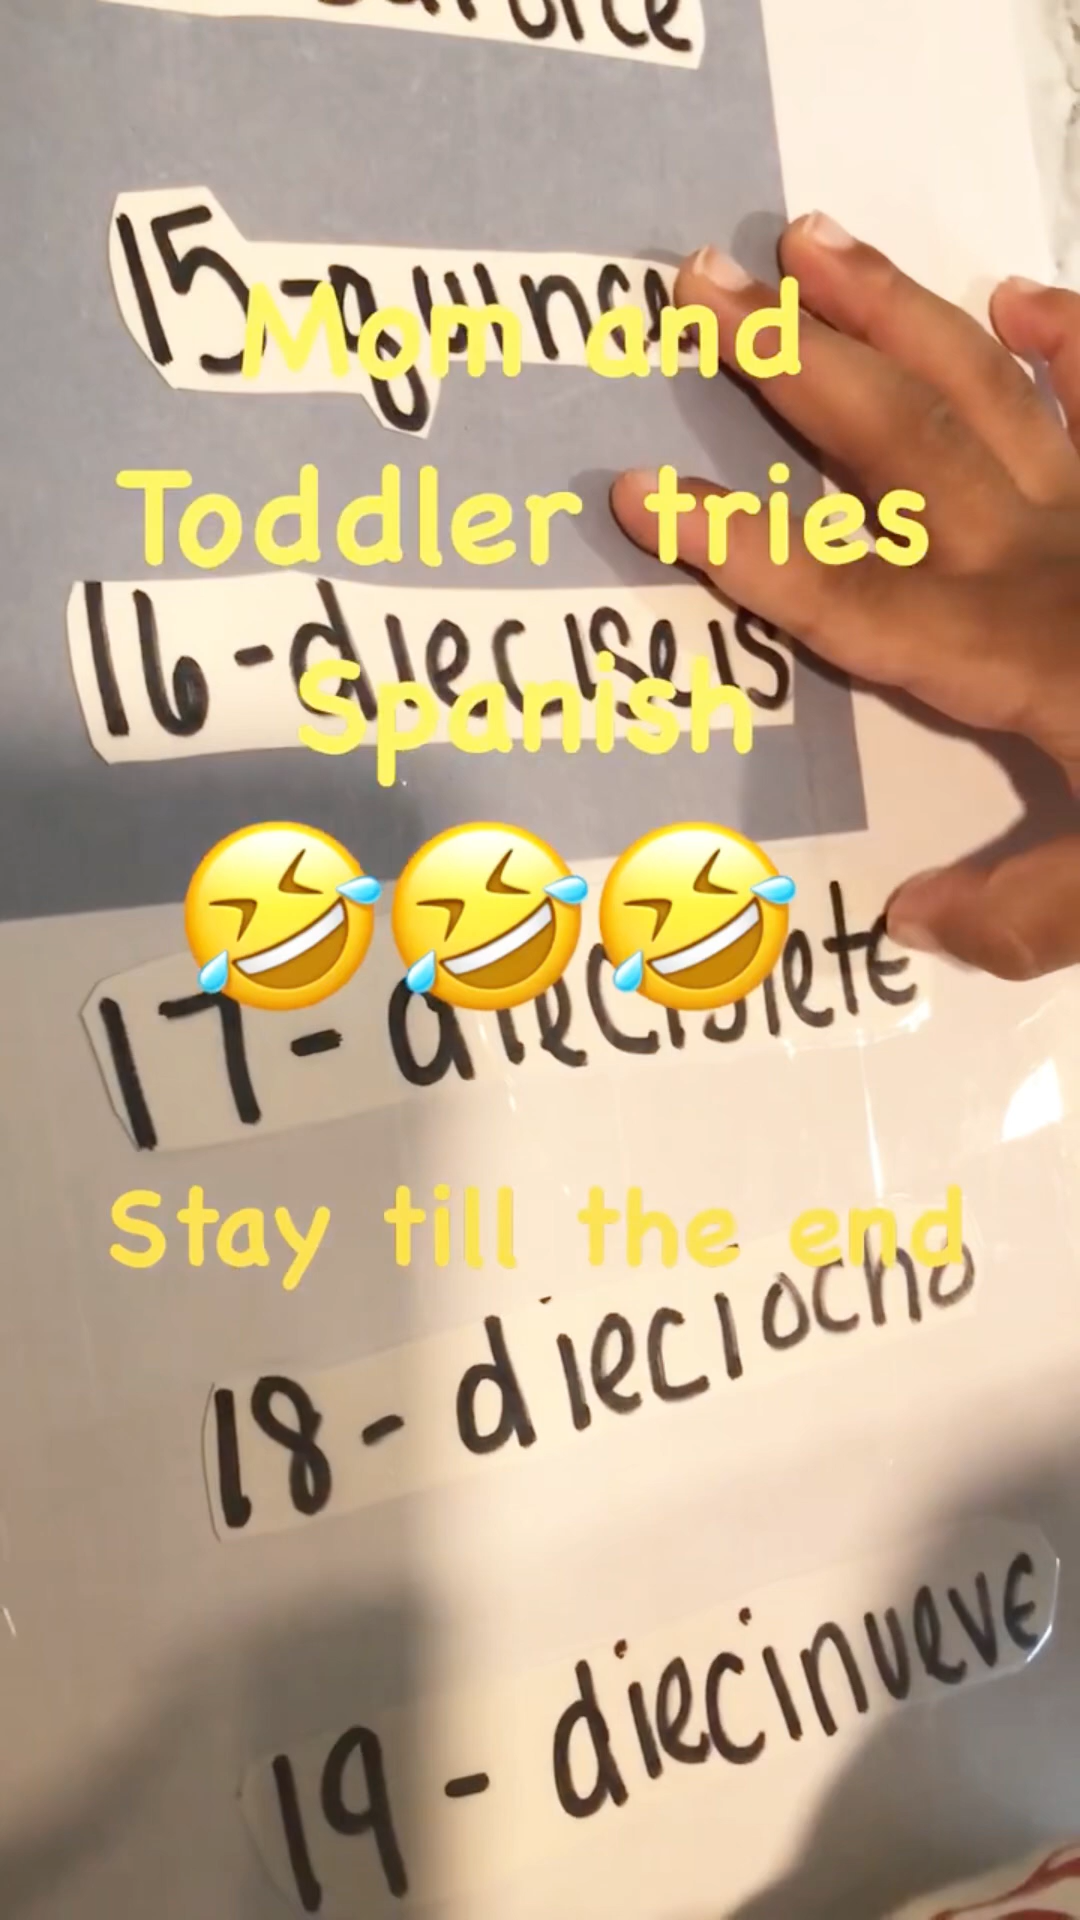 15-quince
Mom and
Toddler tries
16-dieciseis
Spanish
🤣🤣🤣
17-diecisiete
Stay till the end
18-dieciocho
19-diecinueve